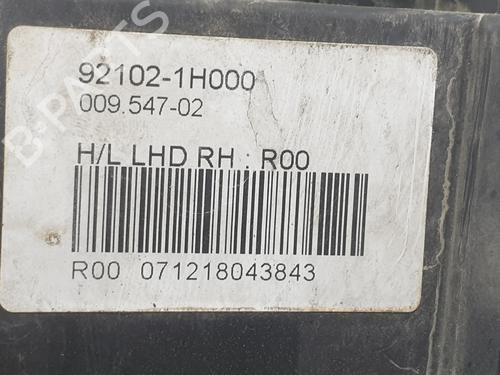 92102-1H000
009.547-02
H/L LHD RH : R00
R00 071218043843
B-PARTS